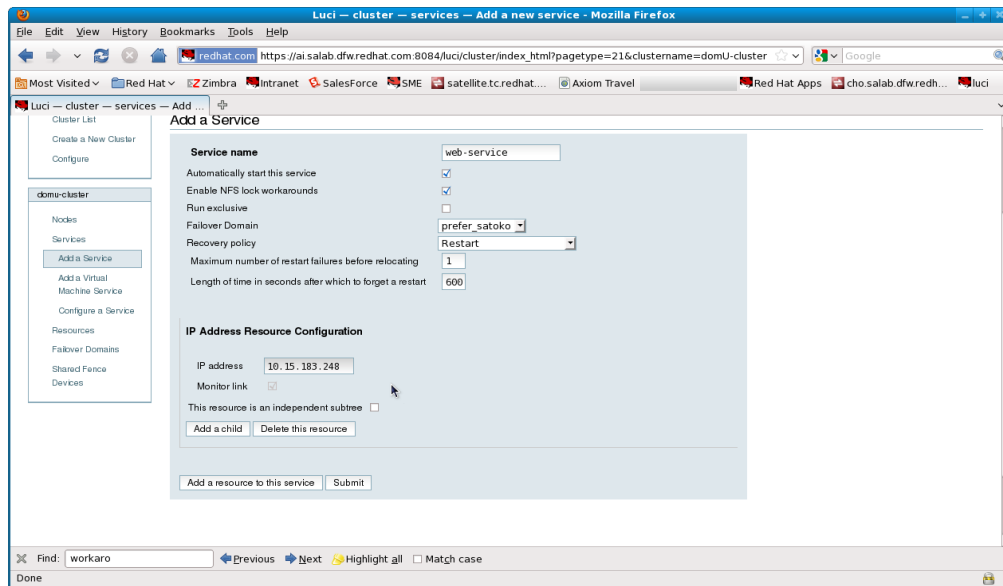 Luci — cluster — services — Add a new service - Mozilla Firefox
File Edit View History Bookmarks Tools Help
redhat.com https://ai.salab.dfw.redhat.com:8084/luci/cluster/index_html?pagetype=21&clustername=domU-cluster Google
Most Visited Red Hat Zimbra Intranet SalesForce SME satellite.tc.redhat.... Axiom Travel Red Hat Apps cho.salab.dfw.redh... luci
Luci — cluster — services — Add ...
Cluster List
Create a New Cluster
Configure
domu-cluster
Nodes
Services
Add a Service
Add a Virtual
Machine Service
Configure a Service
Resources
Failover Domains
Shared Fence
Devices
Add a Service
Service name web-service
Automatically start this service
Enable NFS lock workarounds
Run exclusive
Failover Domain prefer_satoko
Recovery policy Restart
Maximum number of restart failures before relocating 1
Length of time in seconds after which to forget a restart 600
IP Address Resource Configuration
IP address 10.15.183.248
Monitor link
This resource is an independent subtree
Add a child Delete this resource
Add a resource to this service Submit
Find: workaro Previous Next Highlight all Match case
Done